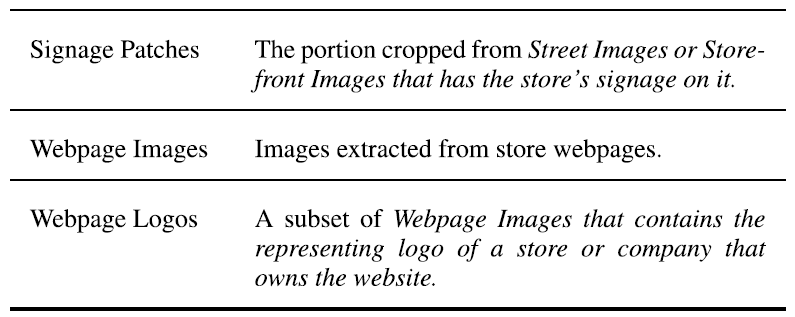 Signage Patches The portion cropped from Street Images or Store-
front Images that has the store's signage on it.
Webpage Images Images extracted from store webpages.
Webpage Logos A subset of Webpage Images that contains the
representing logo of a store or company that
owns the website.